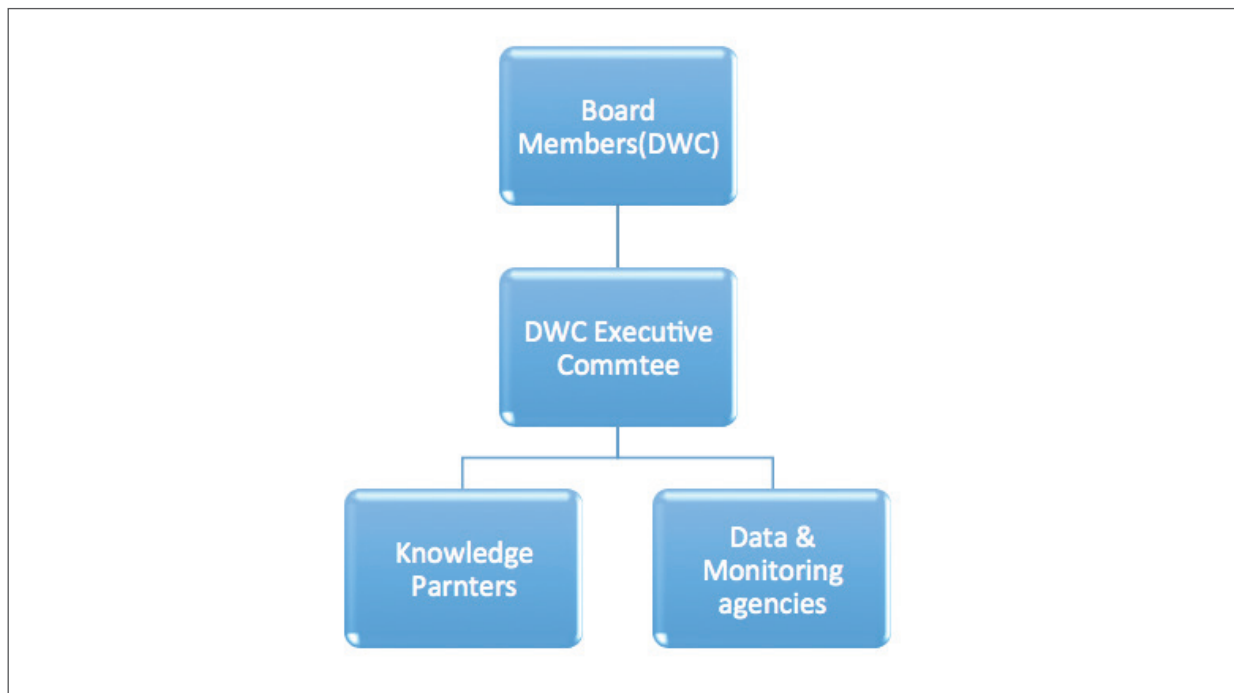 Board
Members(DWC)
DWC Executive
Commtee
Knowledge
Parnters
Data &
Monitoring
agencies